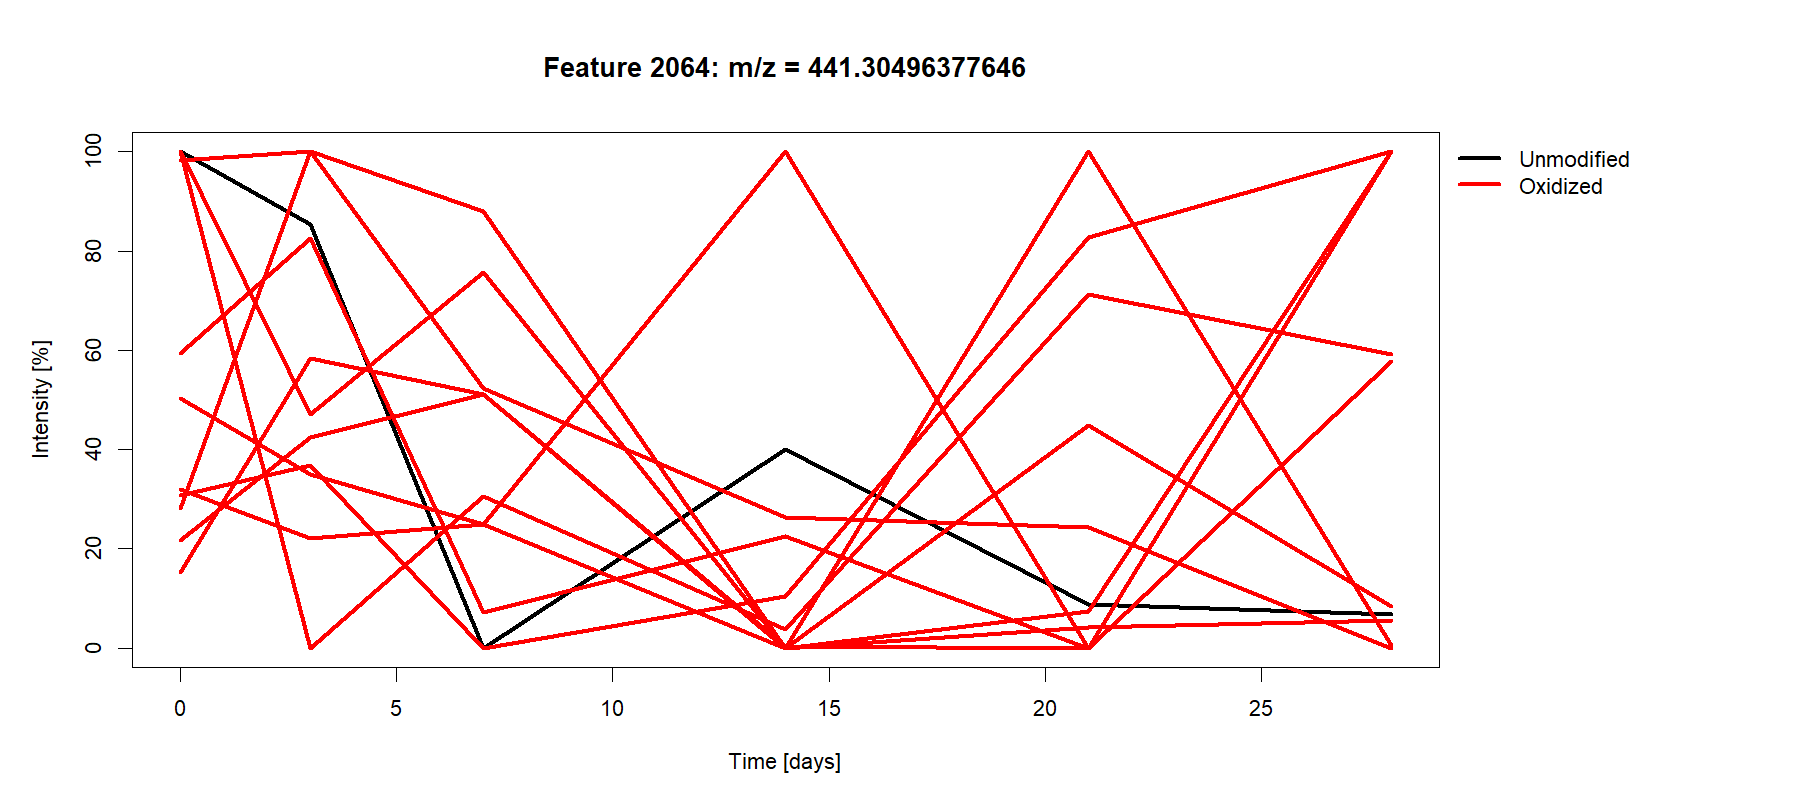 Feature 2064: m/z = 441.30496377646
Unmodified
Oxidized
Intensity [%]
100
80
60
40
20
0
0 5 10 15 20 25
Time [days]